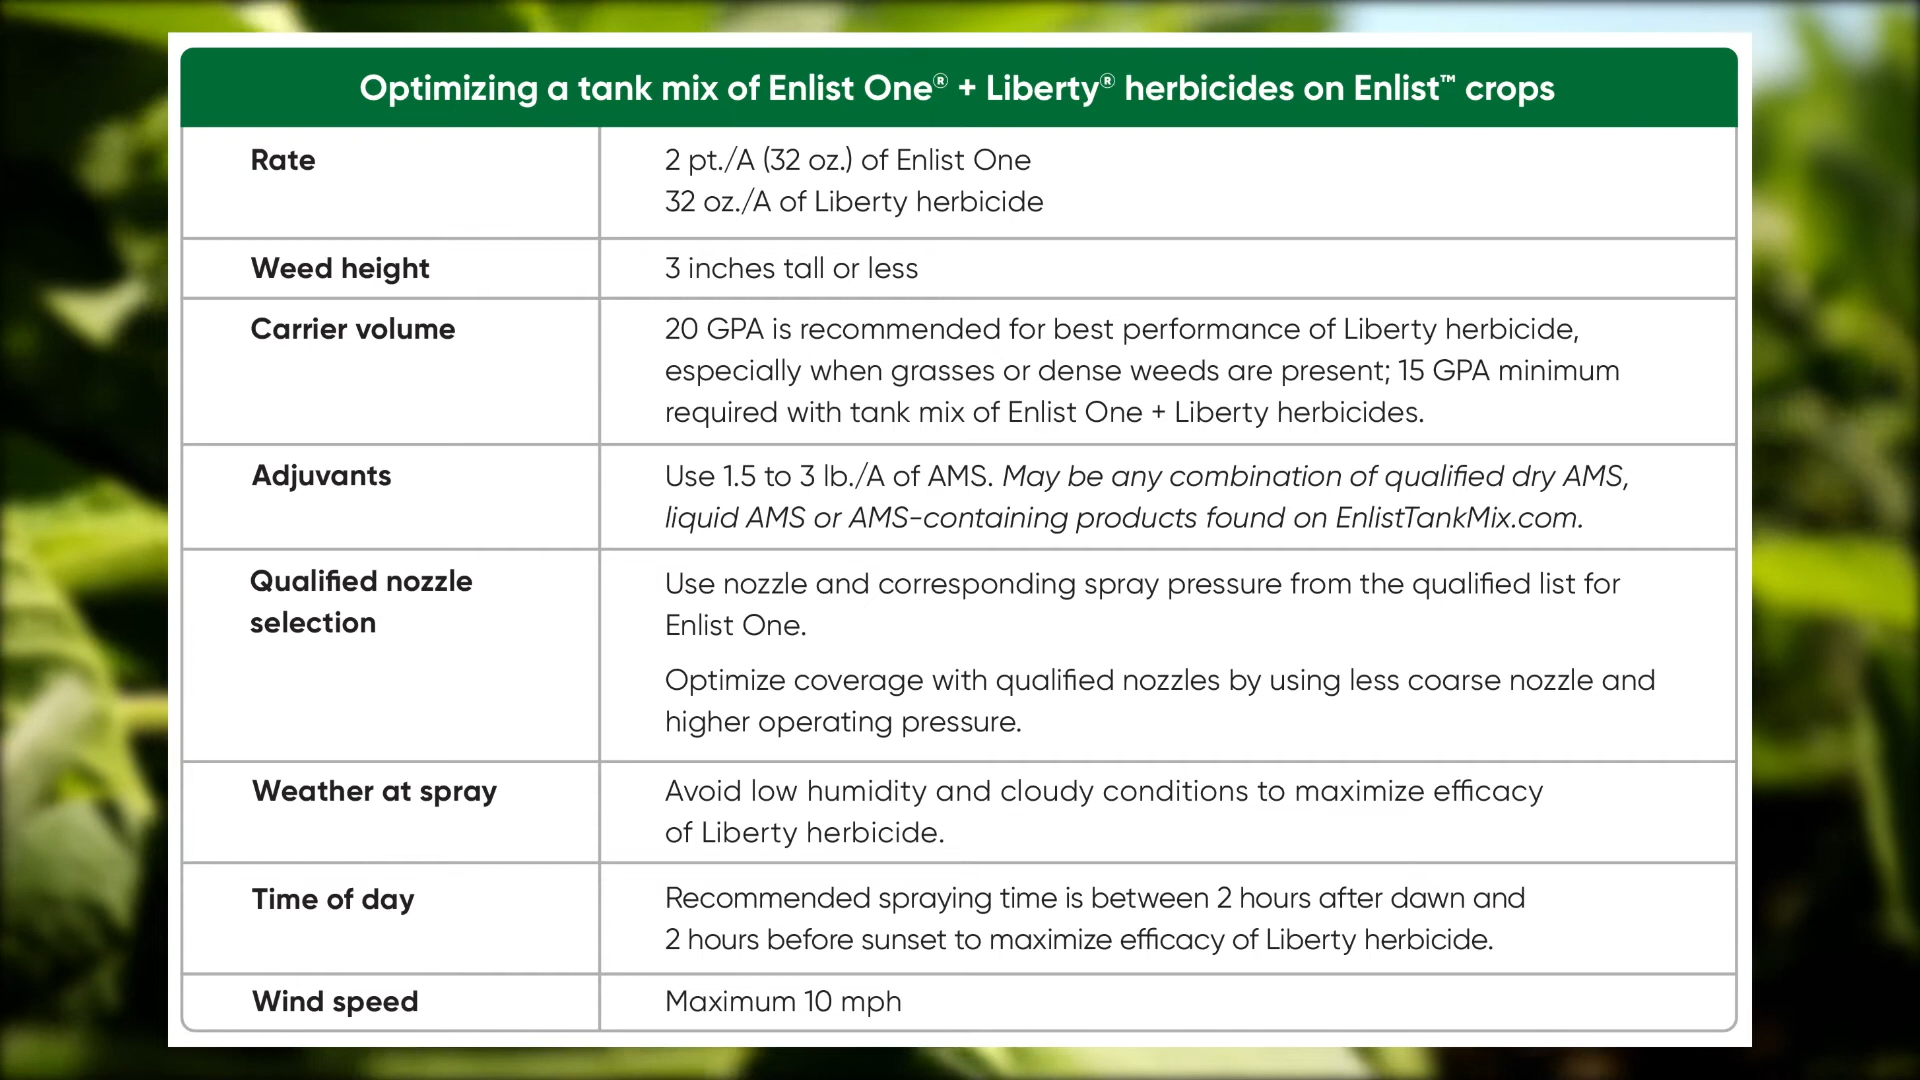 Optimizing a tank mix of Enlist One® + Liberty® herbicides on Enlist™ crops
Rate
2 pt./A (32 oz.) of Enlist One
32 oz./A of Liberty herbicide
Weed height
3 inches tall or less
Carrier volume
20 GPA is recommended for best performance of Liberty herbicide,
especially when grasses or dense weeds are present; 15 GPA minimum
required with tank mix of Enlist One + Liberty herbicides.
Adjuvants
Use 1.5 to 3 lb./A of AMS. May be any combination of qualified dry AMS,
liquid AMS or AMS-containing products found on EnlistTankMix.com.
Qualified nozzle
selection
Use nozzle and corresponding spray pressure from the qualified list for
Enlist One.
Optimize coverage with qualified nozzles by using less coarse nozzle and
higher operating pressure.
Weather at spray
Avoid low humidity and cloudy conditions to maximize efficacy
of Liberty herbicide.
Time of day
Recommended spraying time is between 2 hours after dawn and
2 hours before sunset to maximize efficacy of Liberty herbicide.
Wind speed
Maximum 10 mph